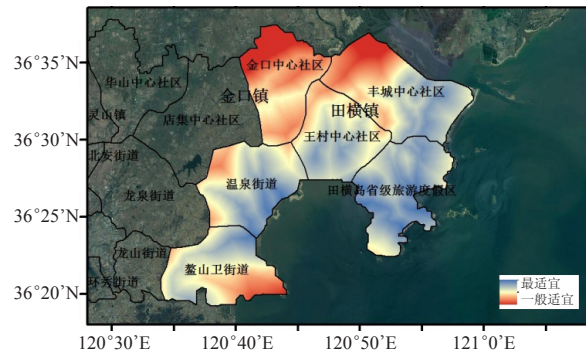 36°35′N
36°30′N
36°25′N
36°20′N
金口中心社区
华山中心社区
丰城中心社区
金口镇
田横镇
灵山镇
店集中心社区
王村中心社区
北安街道
龙泉街道
温泉街道
田横岛省级旅游度假区
龙山街道
鳌山卫街道
环秀街道
最适宜
一般适宜
120°30′E
120°40′E
120°50′E
121°0′E